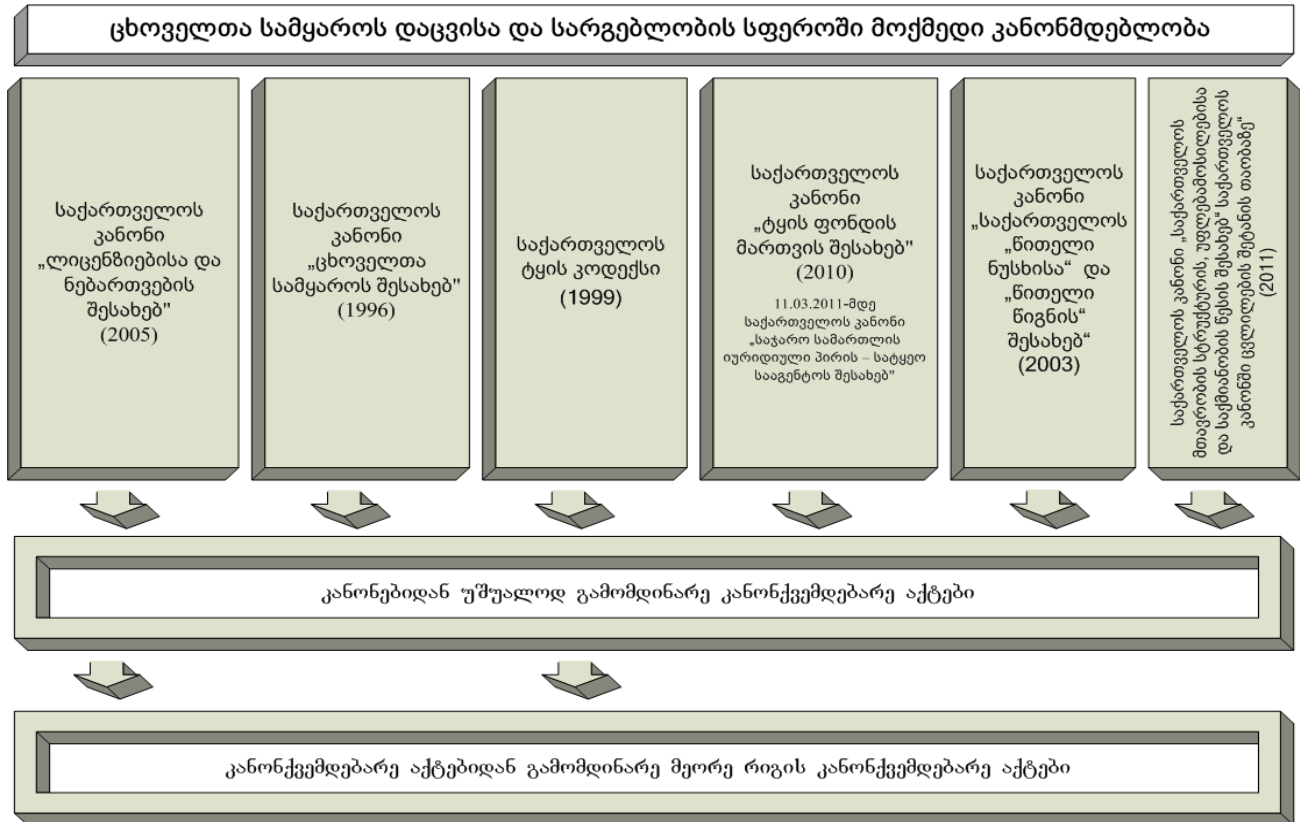 ცხოველთა სამყაროს დაცვისა და სარგებლობის სფეროში მოქმედი კანონმდებლობა
საქართველოს
კანონი
„ლიცენზიებისა და
ნებართვების
შესახებ"
(2005)
საქართველოს
კანონი
„ცხოველთა
სამყაროს შესახებ"
(1996)
საქართველოს
ტყის კოდექსი
(1999)
საქართველოს
კანონი
„ტყის ფონდის
მართვის შესახებ"
(2010)
11.03.2011-მდე
საქართველოს კანონი
„საჯარო სამართლის
იურიდიული პირის – სატყეო
სააგენტოს შესახებ"
საქართველოს
კანონი
„საქართველოს
„წითელი
ნუსხისა“ და
„წითელი
წიგნის“
შესახებ“
(2003)
საქართველოს კანონი „საქართველოს
მთავრობის სტრუქტურის, უფლებამოსილებისა
და საქმიანობის წესის შესახებ“ საქართველოს
კანონში ცვლილების შეტანის თაობაზე“
(2011)
კანონებიდან უშუალოდ გამომდინარე კანონქვემდებარე აქტები
კანონქვემდებარე აქტებიდან გამომდინარე მეორე რიგის კანონქვემდებარე აქტები